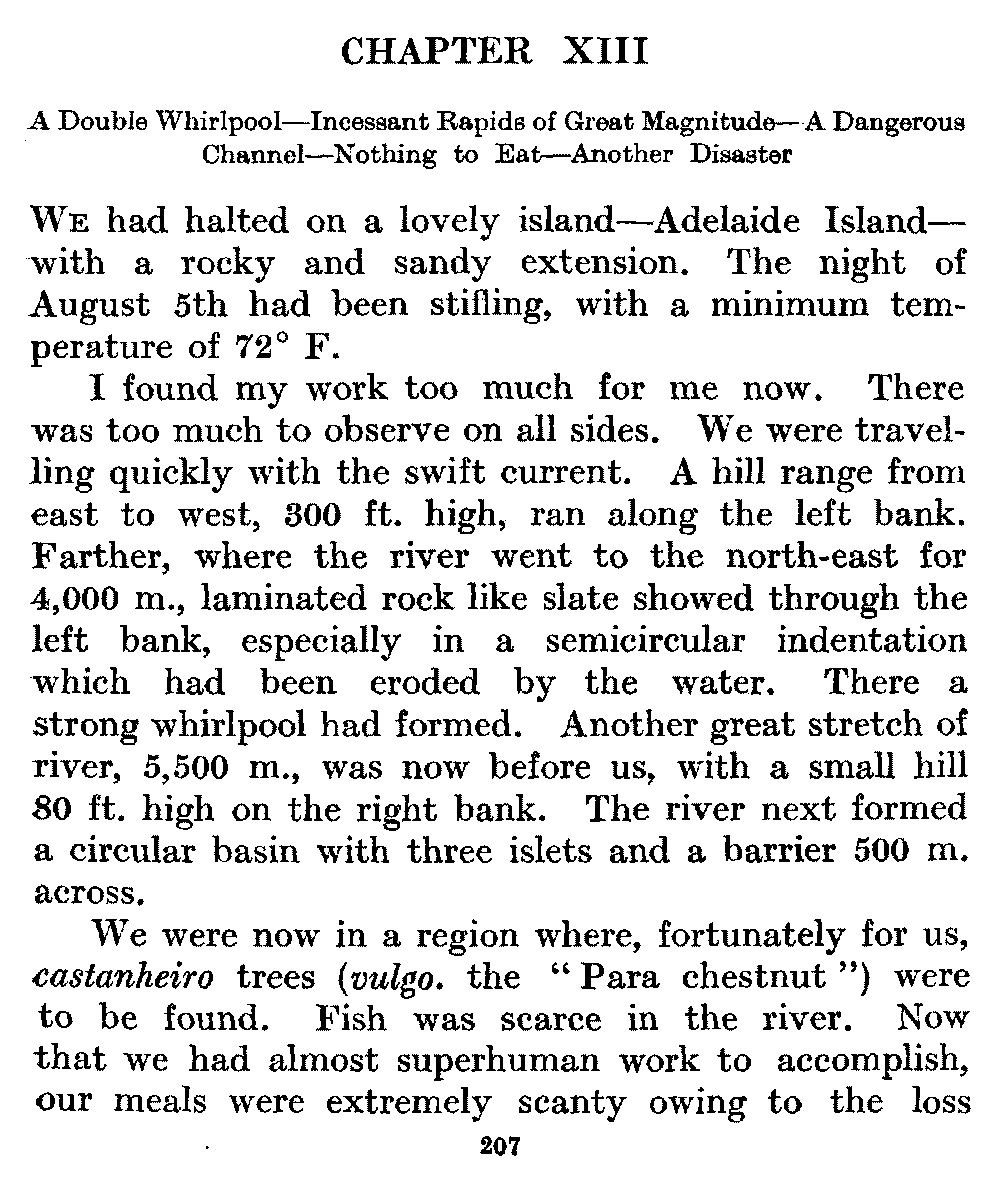 CHAPTER XIII
A Double Whirlpool—Incessant Rapids of Great Magnitude—A Dangerous
Channel—Nothing to Eat—Another Disaster
WE had halted on a lovely island—Adelaide Island—
with a rocky and sandy extension. The night of
August 5th had been stifling, with a minimum tem-
perature of 72° F.
I found my work too much for me now. There
was too much to observe on all sides. We were travel-
ling quickly with the swift current. A hill range from
east to west, 300 ft. high, ran along the left bank.
Farther, where the river went to the north-east for
4,000 m., laminated rock like slate showed through the
left bank, especially in a semicircular indentation
which had been eroded by the water. There a
strong whirlpool had formed. Another great stretch of
river, 5,500 m., was now before us, with a small hill
80 ft. high on the right bank. The river next formed
a circular basin with three islets and a barrier 500 m.
across.
We were now in a region where, fortunately for us,
castanheiro trees (vulgo. the “ Para chestnut ”) were
to be found. Fish was scarce in the river. Now
that we had almost superhuman work to accomplish,
our meals were extremely scanty owing to the loss
207